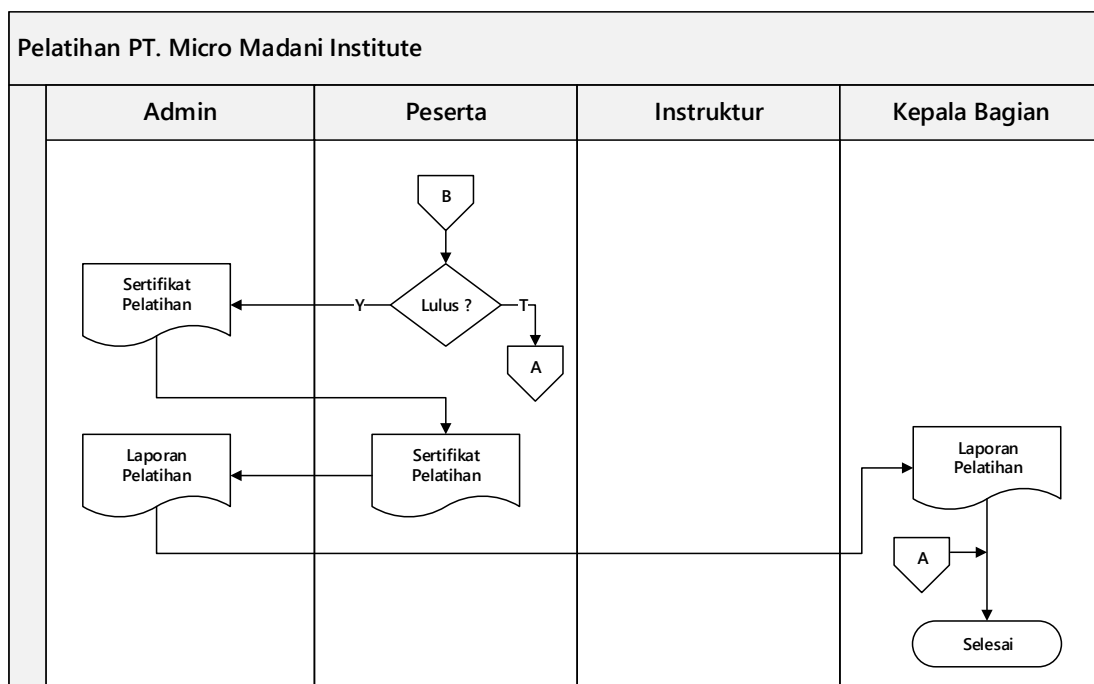 Pelatihan PT. Micro Madani Institute
Admin
Peserta
Instruktur
Kepala Bagian
B
Sertifikat
Pelatihan
Y
Lulus ?
T
A
Laporan
Pelatihan
Sertifikat
Pelatihan
Laporan
Pelatihan
A
Selesai